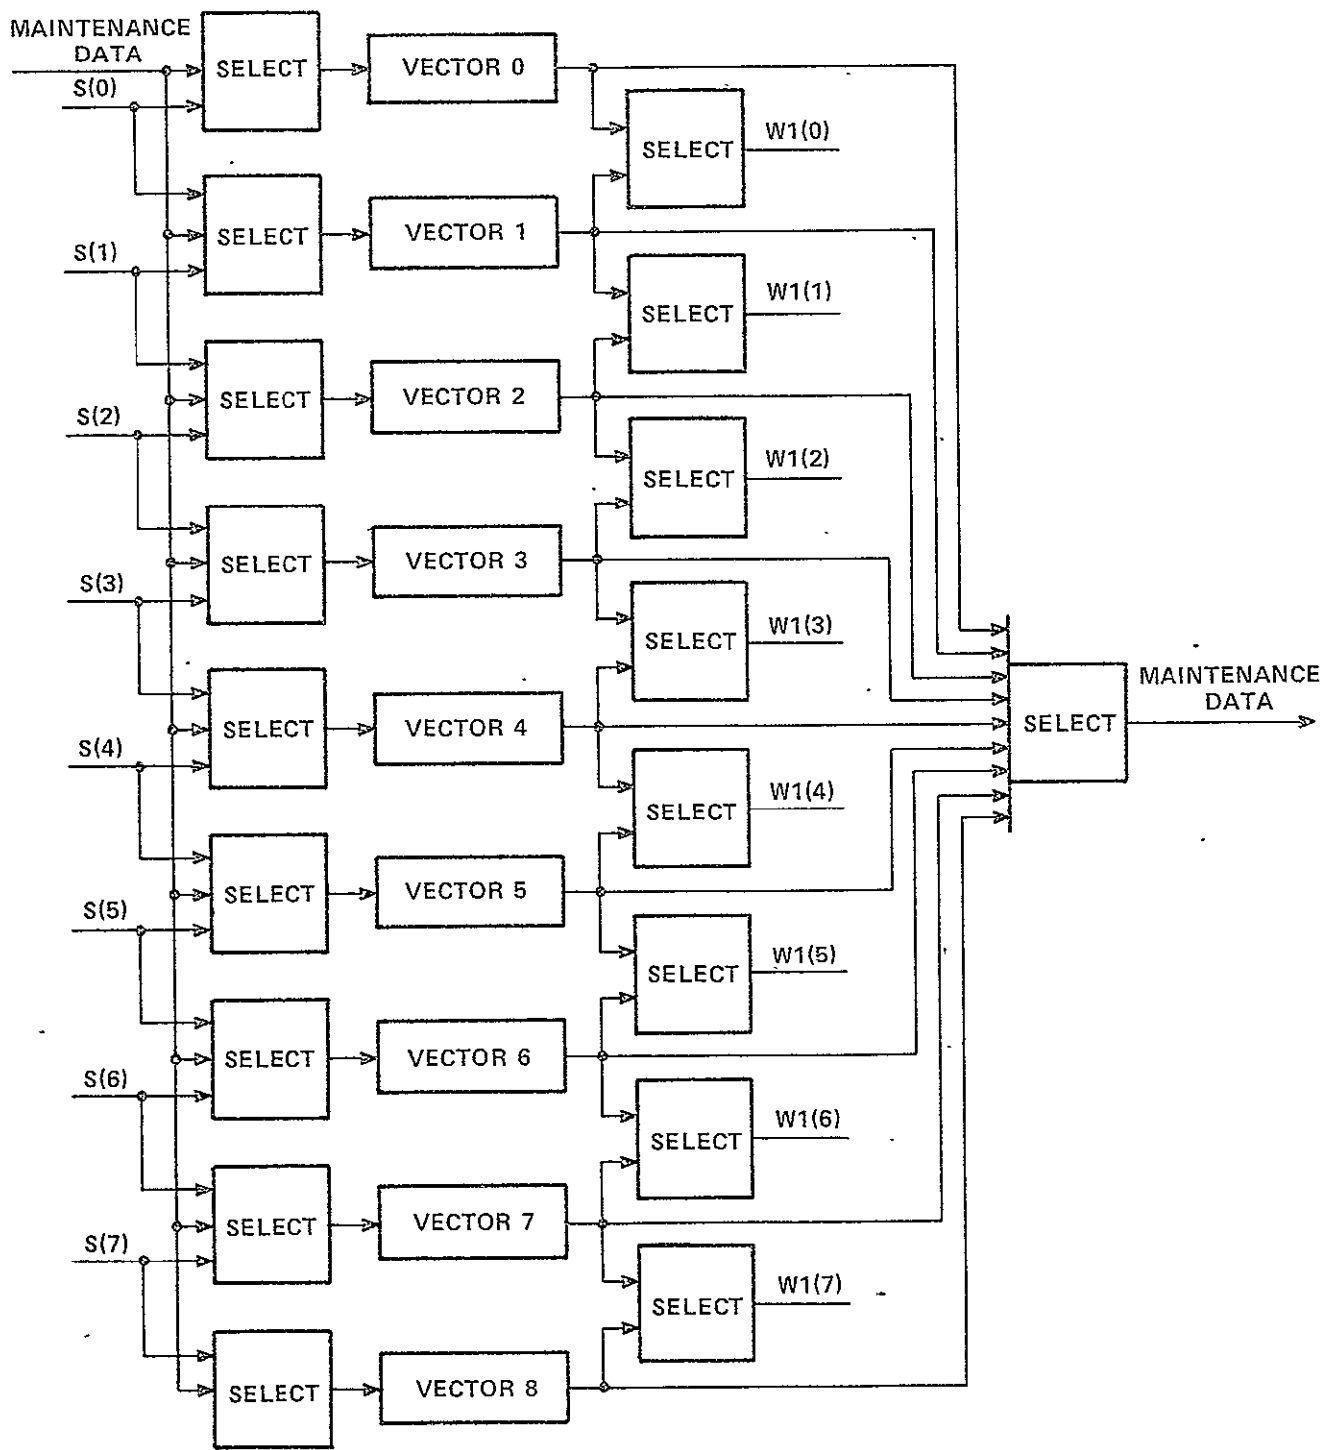 MAINTENANCE
DATA
SELECT
VECTOR 0
S(0)
SELECT
W1(0)
SELECT
VECTOR 1
S(1)
SELECT
W1(1)
SELECT
VECTOR 2
S(2)
SELECT
W1(2)
SELECT
VECTOR 3
S(3)
SELECT
W1(3)
MAINTENANCE
DATA
SELECT
SELECT
VECTOR 4
S(4)
SELECT
W1(4)
SELECT
VECTOR 5
S(5)
SELECT
W1(5)
SELECT
VECTOR 6
S(6)
SELECT
W1(6)
SELECT
VECTOR 7
S(7)
SELECT
W1(7)
SELECT
VECTOR 8